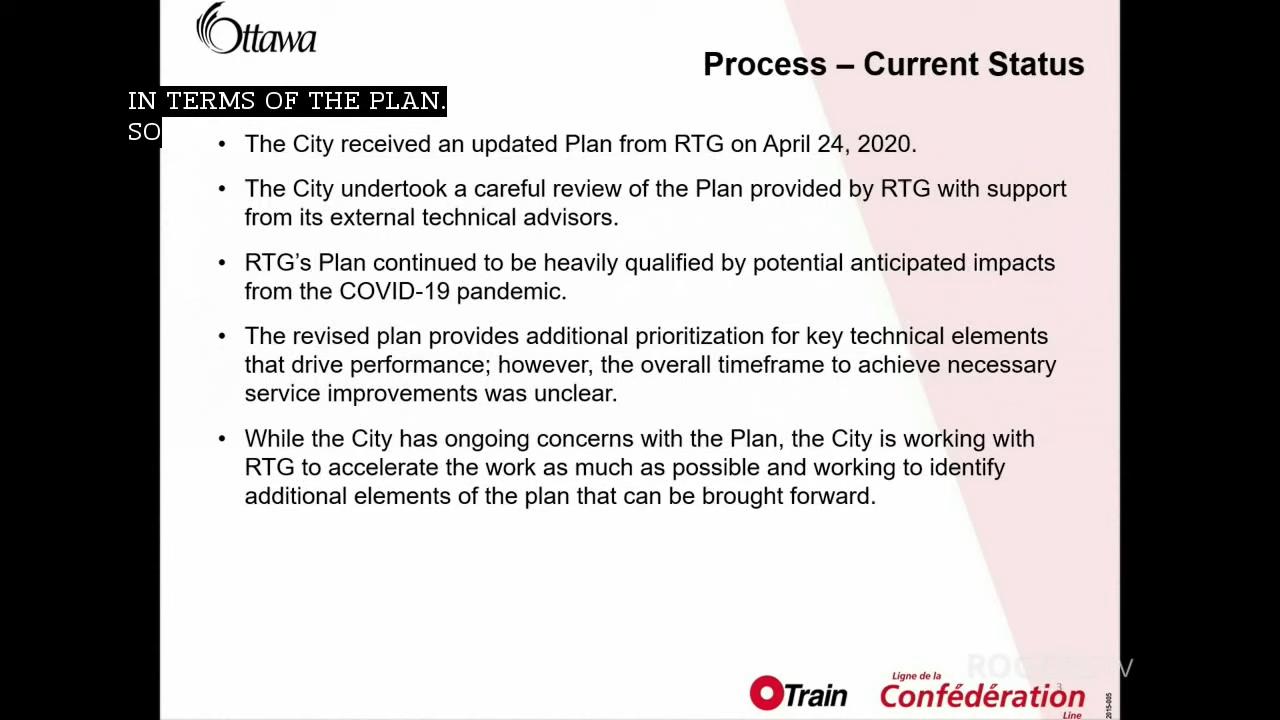 Ottawa
Process – Current Status
IN TERMS OF THE PLAN.
SO
• The City received an updated Plan from RTG on April 24, 2020.
• The City undertook a careful review of the Plan provided by RTG with support
from its external technical advisors.
• RTG’s Plan continued to be heavily qualified by potential anticipated impacts
from the COVID-19 pandemic.
• The revised plan provides additional prioritization for key technical elements
that drive performance; however, the overall timeframe to achieve necessary
service improvements was unclear.
• While the City has ongoing concerns with the Plan, the City is working with
RTG to accelerate the work as much as possible and working to identify
additional elements of the plan that can be brought forward.
OTrain
Ligne de la
Confédération
Line
3
2015-005